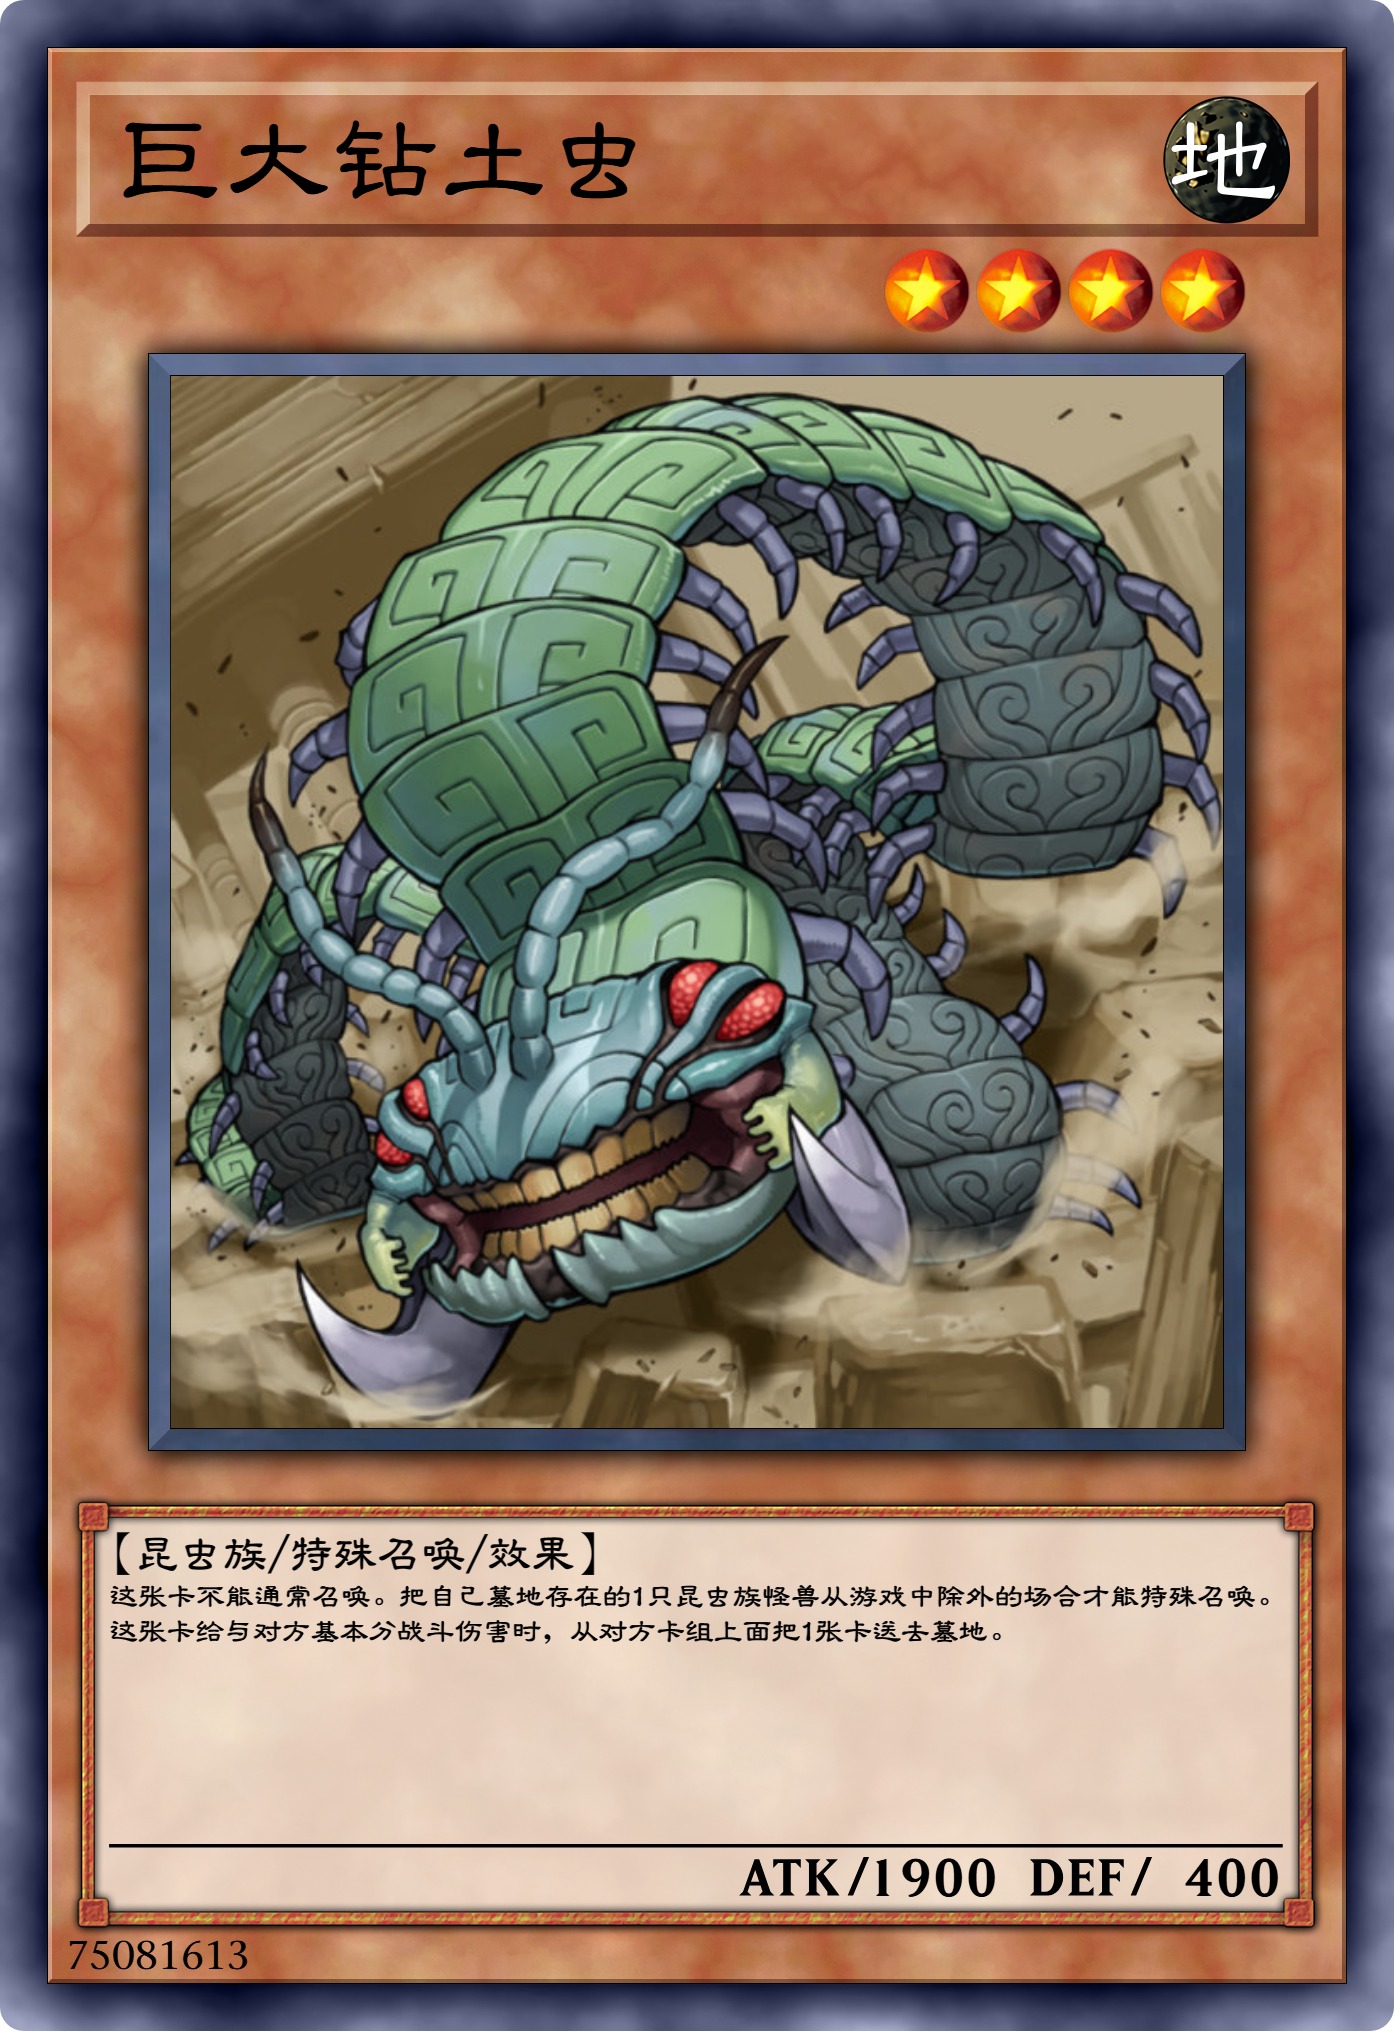 巨大钻土虫
地
【昆虫族/特殊召唤/效果】
这张卡不能通常召唤。把自己墓地存在的1只昆虫族怪兽从游戏中除外的场合才能特殊召唤。
这张卡给与对方基本分战斗伤害时，从对方卡组上面把1张卡送去墓地。
ATK/1900 DEF/ 400
75081613